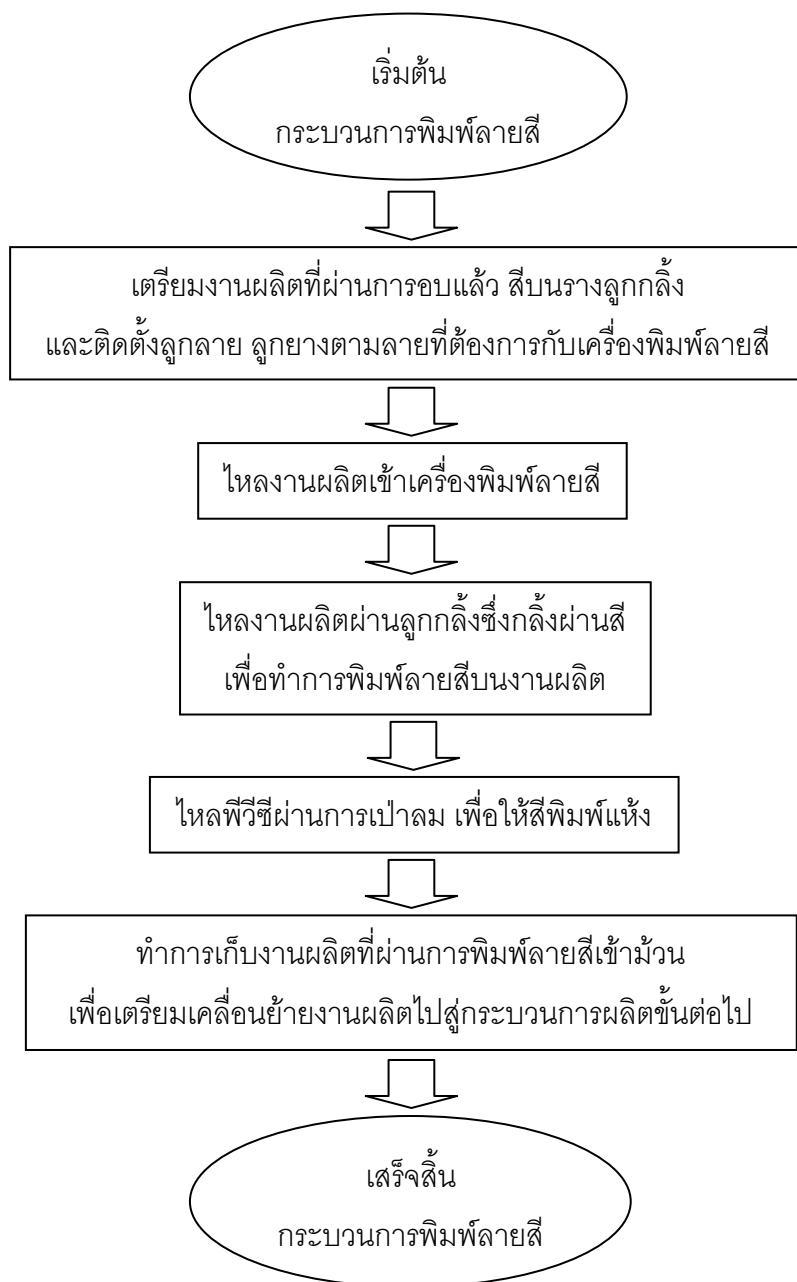 เริ่มต้น
กระบวนการพิมพ์ลายสี
เตรียมงานผลิตที่ผ่านการอบแล้ว สีบนรางลูกกลิ้ง
และติดตั้งลูกลาย ลูกยางตามลายที่ต้องการกับเครื่องพิมพ์ลายสี
ไหลงานผลิตเข้าเครื่องพิมพ์ลายสี
ไหลงานผลิตผ่านลูกกลิ้งซึ่งกลิ้งผ่านสี
เพื่อทำการพิมพ์ลายสีบนงานผลิต
ไหลพีวีซีผ่านการเป่าลม เพื่อให้สีพิมพ์แห้ง
ทำการเก็บงานผลิตที่ผ่านการพิมพ์ลายสีเข้าม้วน
เพื่อเตรียมเคลื่อนย้ายงานผลิตไปสู่กระบวนการผลิตขั้นต่อไป
เสร็จสิ้น
กระบวนการพิมพ์ลายสี